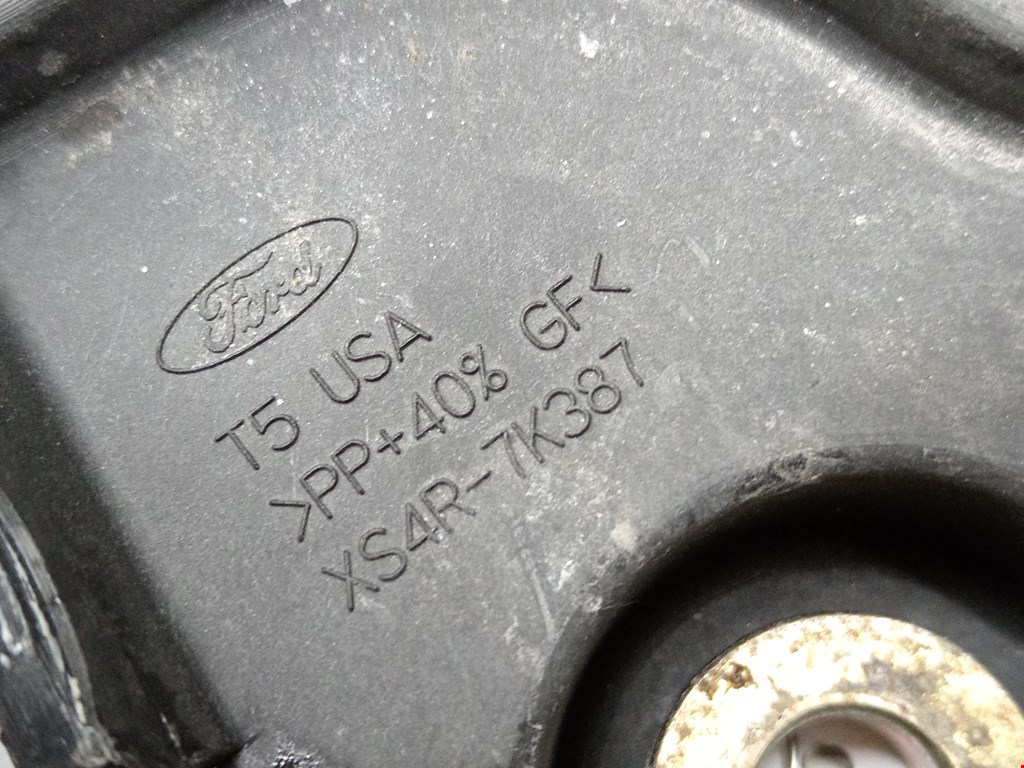 Ford
T5 USA
>PP+40% GF<
XS4R-7K387